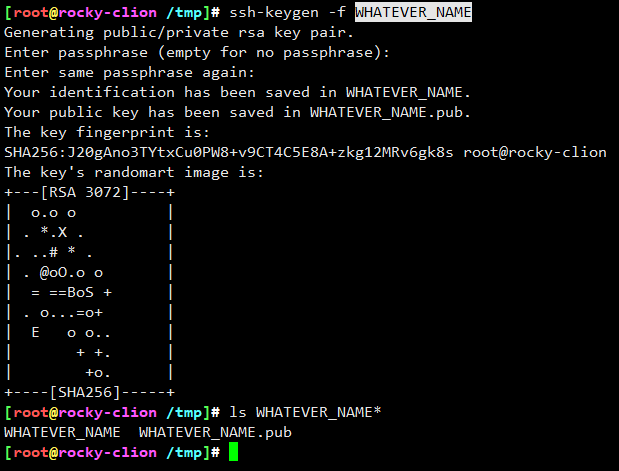 [root@rocky-clion /tmp]# ssh-keygen -f WHATEVER_NAME
Generating public/private rsa key pair.
Enter passphrase (empty for no passphrase):
Enter same passphrase again:
Your identification has been saved in WHATEVER_NAME.
Your public key has been saved in WHATEVER_NAME.pub.
The key fingerprint is:
SHA256:J20gAno3TYtxCu0PW8+v9CT4C5E8A+zkg12MRv6gk8s root@rocky-clion
The key's randomart image is:
+---[RSA 3072]----+
|  o.o o          |
| . *.X .         |
|. ..# * .        |
| . @oO.o o       |
|  = ==BoS +      |
| . o...=o+       |
|  E   o o..      |
|       + +.      |
|        +o.      |
+----[SHA256]-----+
[root@rocky-clion /tmp]# ls WHATEVER_NAME*
WHATEVER_NAME  WHATEVER_NAME.pub
[root@rocky-clion /tmp]#